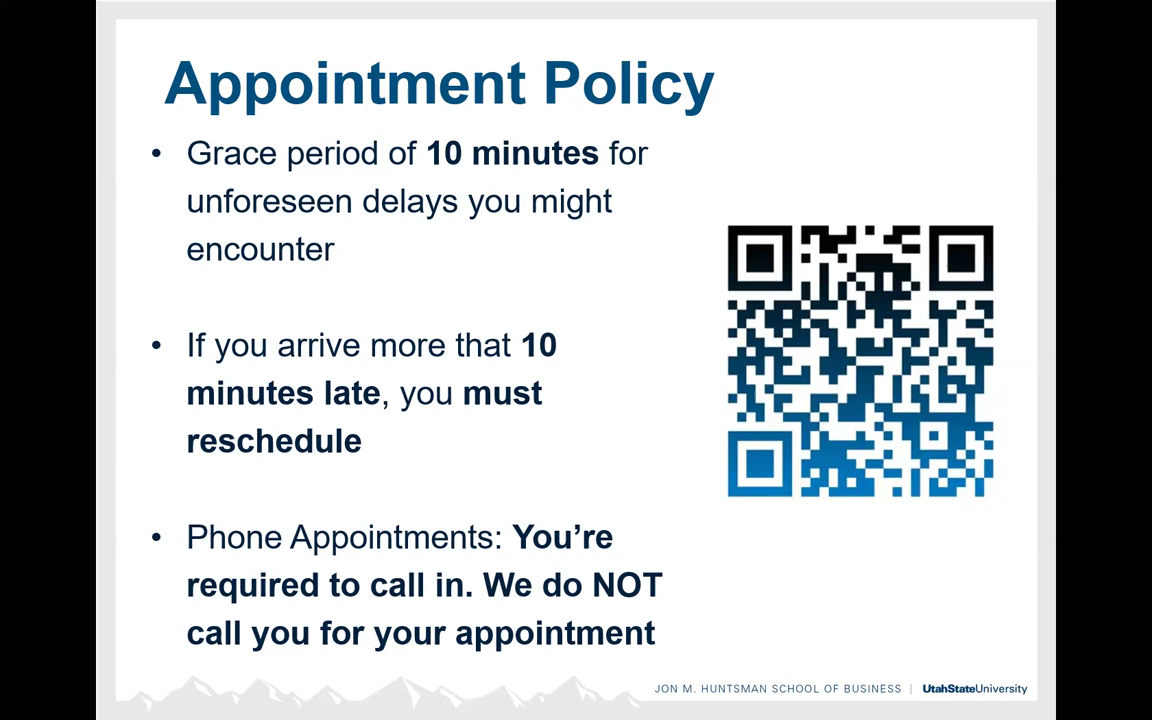 Appointment Policy
• Grace period of 10 minutes for
unforeseen delays you might
encounter
• If you arrive more that 10
minutes late, you must
reschedule
• Phone Appointments: You’re
required to call in. We do NOT
call you for your appointment
JON M. HUNTSMAN SCHOOL OF BUSINESS | UtahStateUniversity